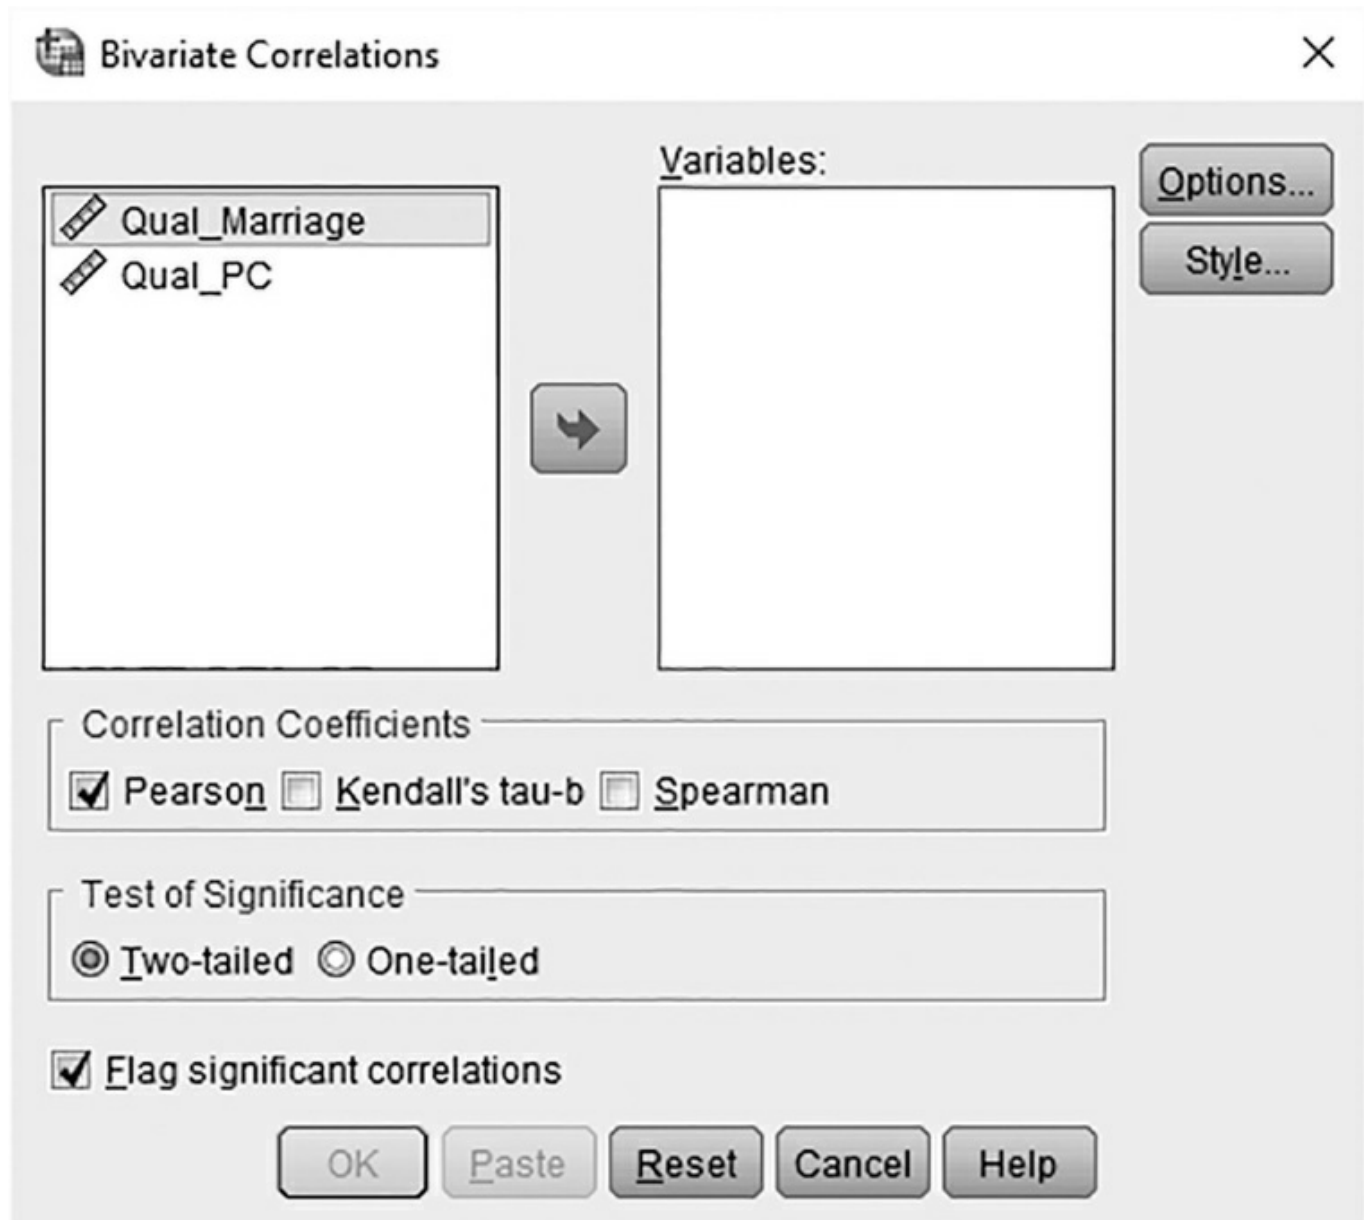 Bivariate Correlations
Variables:
Qual_Marriage
Qual_PC
Options...
Style...
Correlation Coefficients
Pearson Kendall's tau-b Spearman
Test of Significance
Two-tailed One-tailed
Flag significant correlations
OK Paste Reset Cancel Help